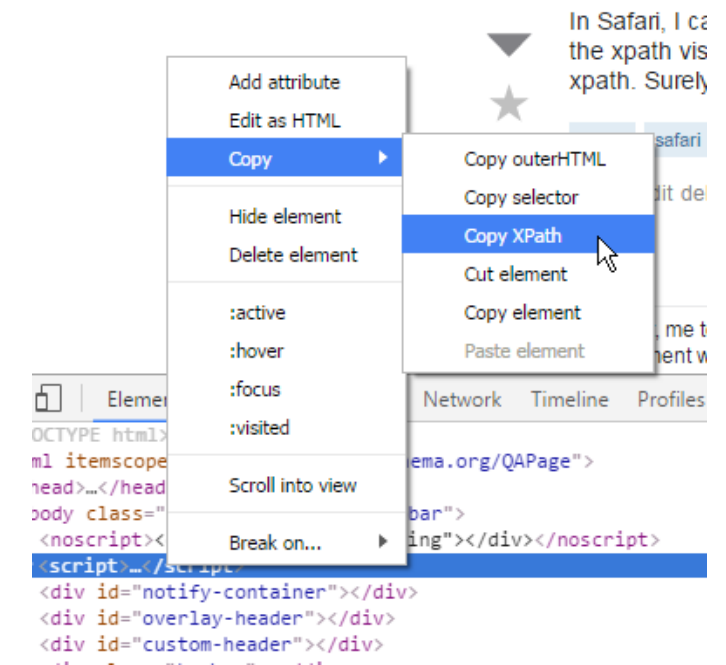 In Safari, I ca
the xpath vis
xpath. Surely
safari
dit del
, me t
ent w
Add attribute
Edit as HTML
Copy
Hide element
Delete element
:active
:hover
:focus
:visited
Scroll into view
Break on...
Copy outerHTML
Copy selector
Copy XPath
Cut element
Copy element
Paste element
Elemen Network Timeline Profiles
OCTYPE html>
ml itemscope ema.org/QAPage">
head>…</head
body class=" bar">
<noscript>< ing"></div></noscript>
<script>…</script>
<div id="notify-container"></div>
<div id="overlay-header"></div>
<div id="custom-header"></div>